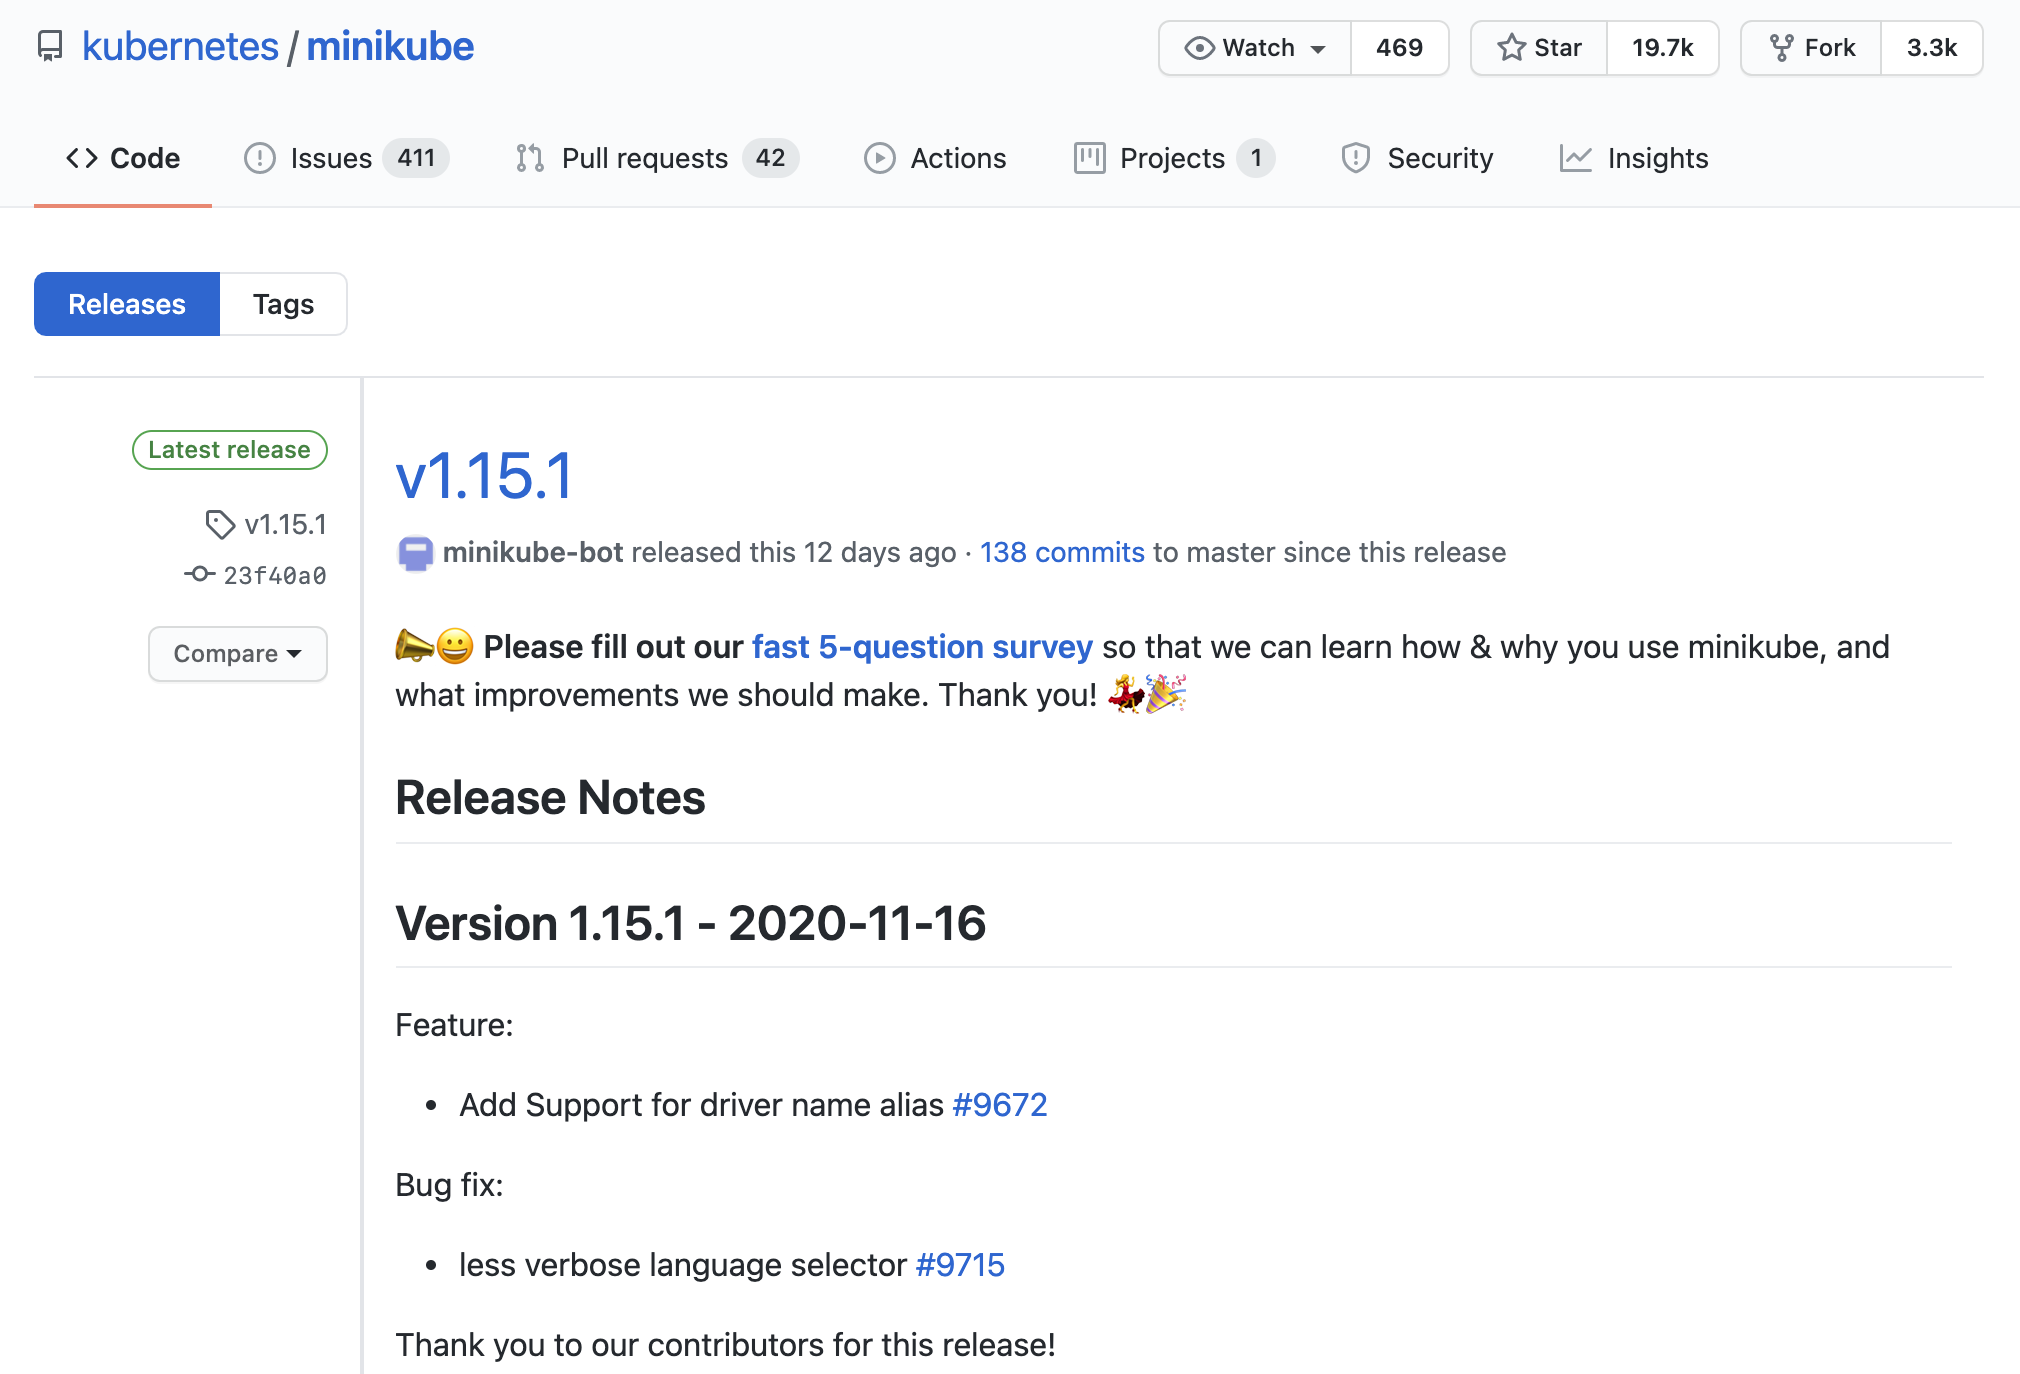 kubernetes / minikube
Watch 469 Star 19.7k Fork 3.3k
Code Issues 411 Pull requests 42 Actions Projects 1 Security Insights
Releases Tags
Latest release
v1.15.1
23f40a0
Compare
v1.15.1
minikube-bot released this 12 days ago · 138 commits to master since this release
📣😀 Please fill out our fast 5-question survey so that we can learn how & why you use minikube, and
what improvements we should make. Thank you! 💃🎉
Release Notes
Version 1.15.1 - 2020-11-16
Feature:
• Add Support for driver name alias #9672
Bug fix:
• less verbose language selector #9715
Thank you to our contributors for this release!